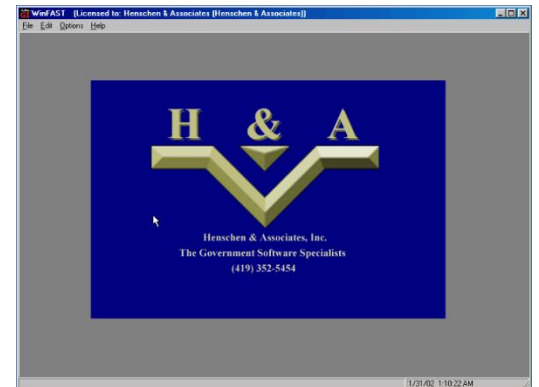 WinFAST   [Licensed to: Henschen & Associates [Henschen & Associates]]
File  Edit  Options  Help
H & A
Henschen & Associates, Inc.
The Government Software Specialists
(419) 352-5454
1/31/02  1:10:22 AM